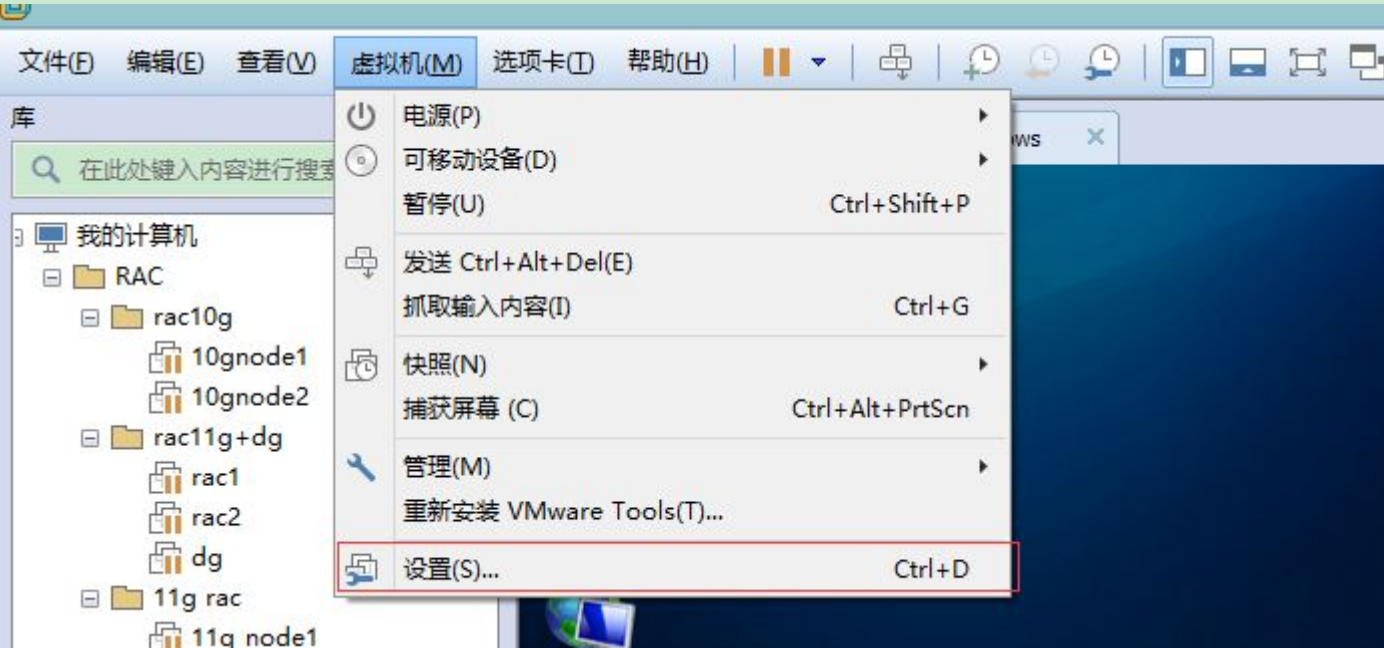 文件(F) 编辑(E) 查看(V) 虚拟机(M) 选项卡(T) 帮助(H)
库
在此处键入内容进行搜索
我的计算机
RAC
rac10g
10gnode1
10gnode2
rac11g+dg
rac1
rac2
dg
11g rac
11g node1
电源(P)
可移动设备(D)
暂停(U) Ctrl+Shift+P
发送 Ctrl+Alt+Del(E)
抓取输入内容(I) Ctrl+G
快照(N)
捕获屏幕 (C) Ctrl+Alt+PrtScn
管理(M)
重新安装 VMware Tools(T)...
设置(S)... Ctrl+D
ows